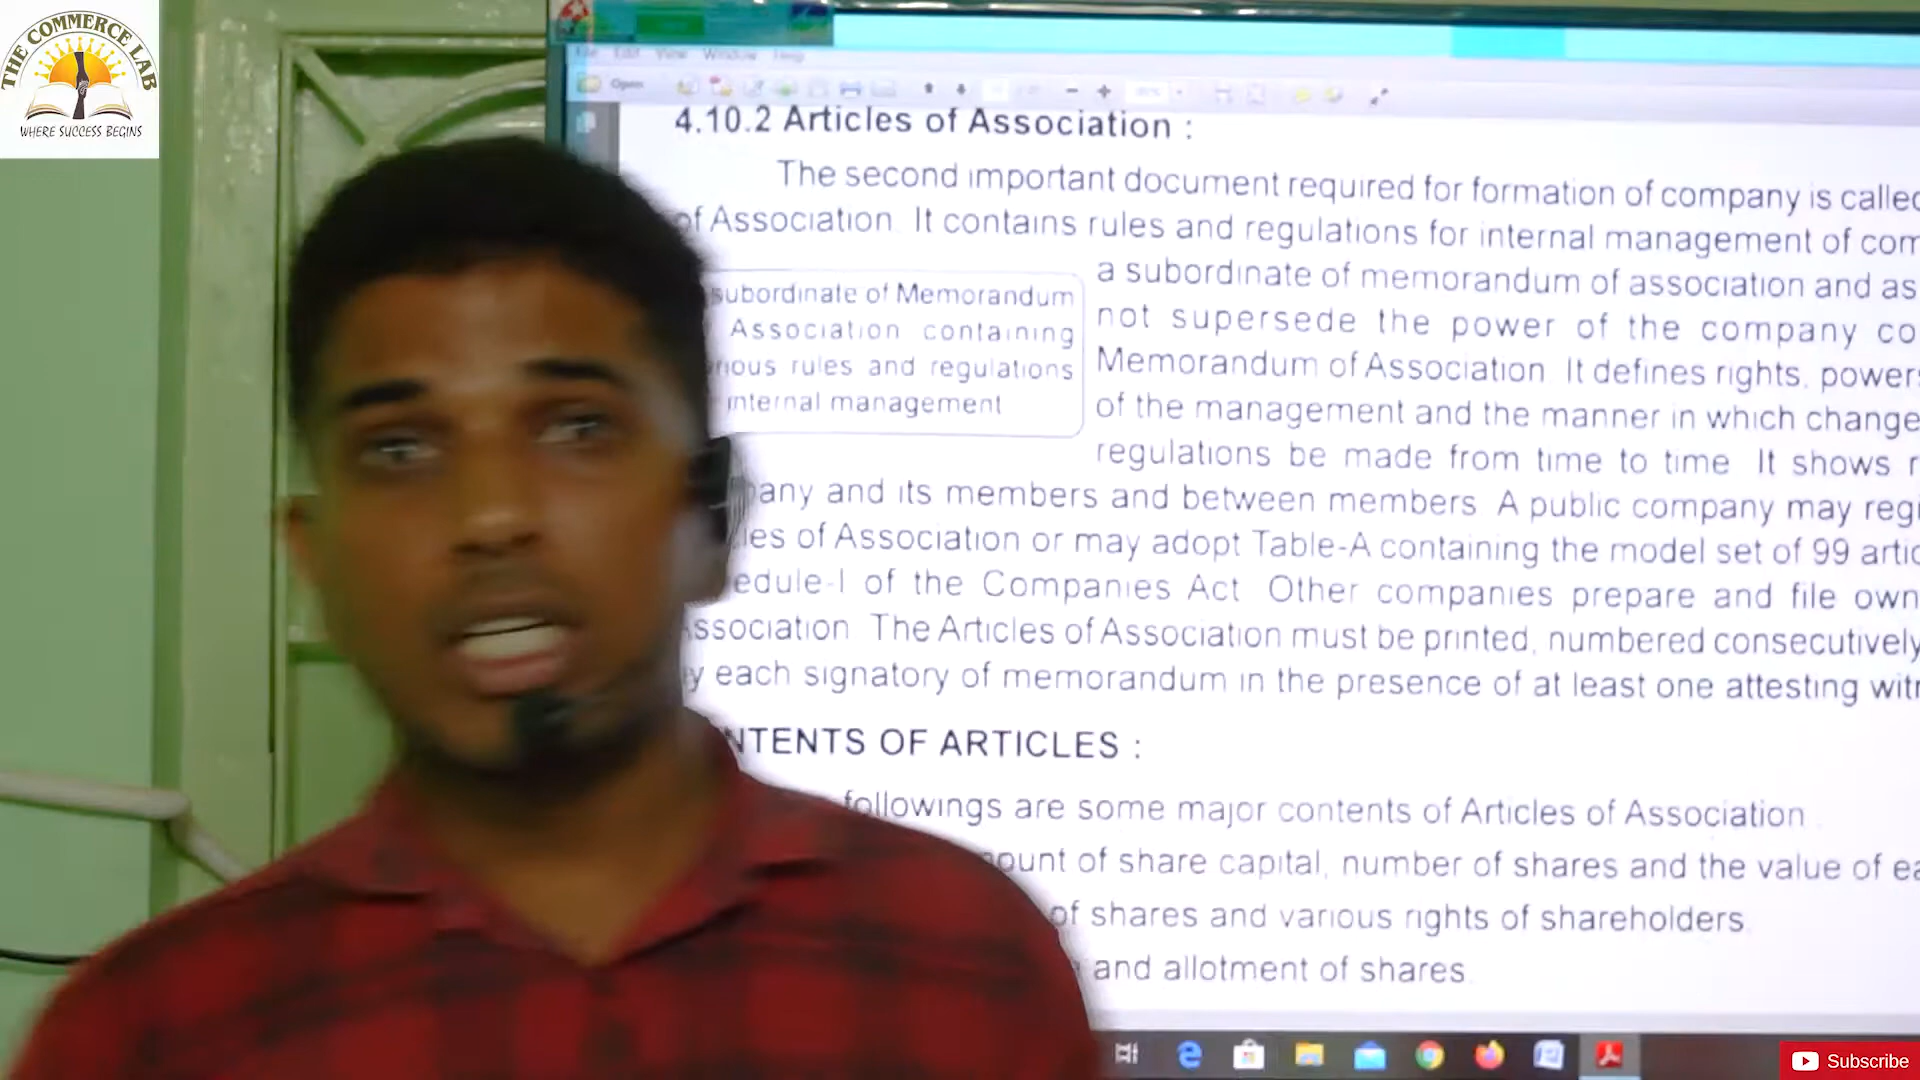 THE COMMERCE LAB
WHERE SUCCESS BEGINS
File Edit View Window Help
Open
4.10.2 Articles of Association :
The second important document required for formation of company is called
of Association. It contains rules and regulations for internal management of com
subordinate of Memorandum
Association containing
rules and regulations
internal management
a subordinate of memorandum of association and as
not supersede the power of the company co
Memorandum of Association. It defines rights, powers
of the management and the manner in which change
regulations be made from time to time. It shows r
any and its members and between members. A public company may regi
les of Association or may adopt Table-A containing the model set of 99 artic
edule-I of the Companies Act. Other companies prepare and file own
ssociation. The Articles of Association must be printed, numbered consecutively
y each signatory of memorandum in the presence of at least one attesting witn
NTENTS OF ARTICLES :
followings are some major contents of Articles of Association.
ount of share capital, number of shares and the value of ea
of shares and various rights of shareholders.
and allotment of shares.
Subscribe